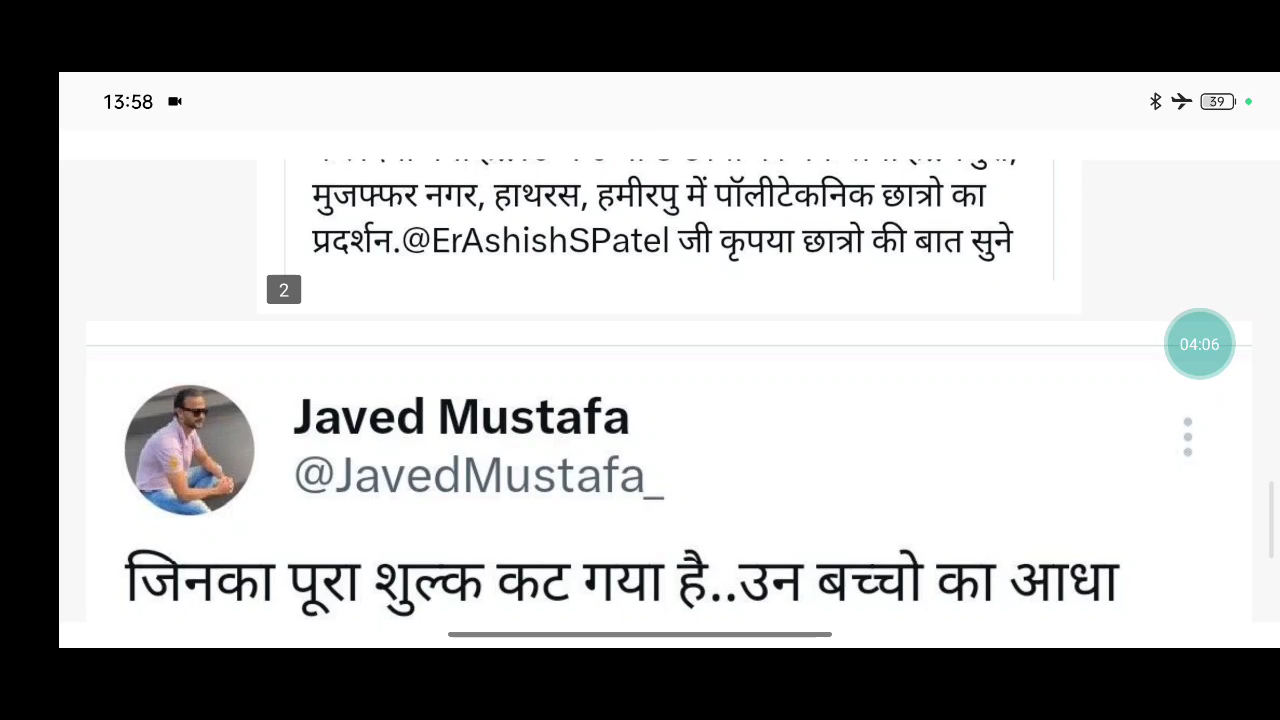 13:58
39
मुजफ्फर नगर, हाथरस, हमीरपु में पॉलीटेकनिक छात्रो का
प्रदर्शन.@ErAshishSPatel जी कृपया छात्रो की बात सुने
2
04:06
Javed Mustafa
@JavedMustafa_
जिनका पूरा शुल्क कट गया है..उन बच्चो का आधा